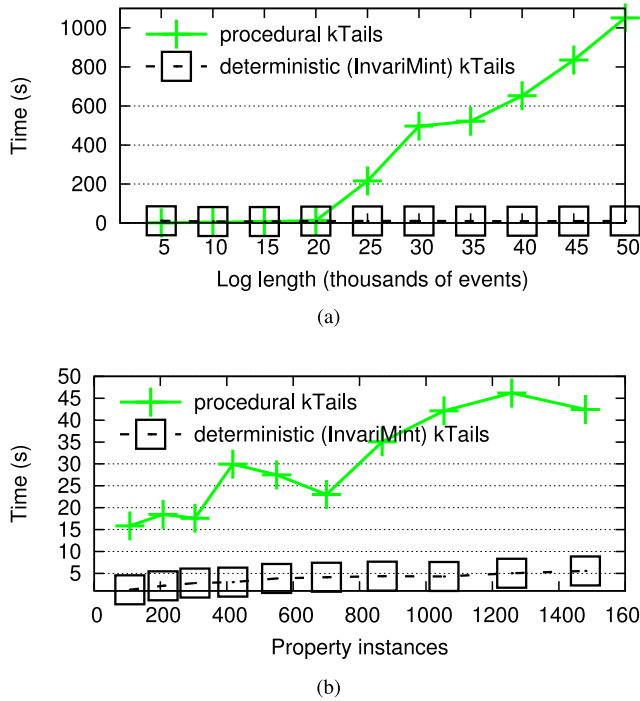 1000
800
600
400
200
0
Time (s)
procedural kTails
deterministic (InvariMint) kTails
5 10 15 20 25 30 35 40 45 50
Log length (thousands of events)
(a)
50
45
40
35
30
25
20
15
10
5
Time (s)
procedural kTails
deterministic (InvariMint) kTails
0 200 400 600 800 1000 1200 1400 160
Property instances
(b)